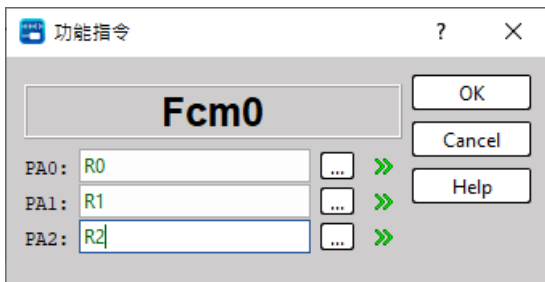 功能指令 ?
Fcm0
OK
Cancel
Help
PA0: R0 ...
PA1: R1 ...
PA2: R2 ...